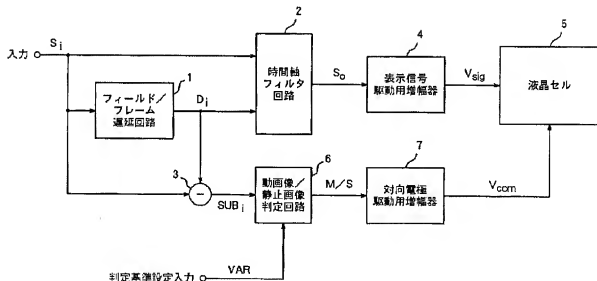 入力
Si
1
フィールド/
フレーム
遅延回路
Di
2
時間軸
フィルタ
回路
So
4
表示信号
駆動用増幅器
Vsig
5
液晶セル
3
−
SUBi
6
動画像/
静止画像
判定回路
M/S
7
対向電極
駆動用増幅器
Vcom
判定基準設定入力
VAR